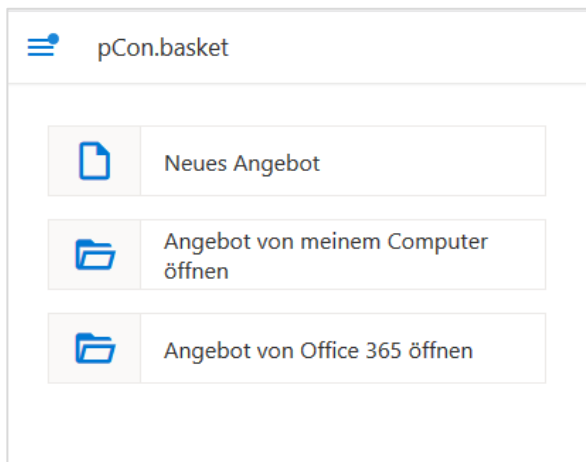 pCon.basket
Neues Angebot
Angebot von meinem Computer
öffnen
Angebot von Office 365 öffnen